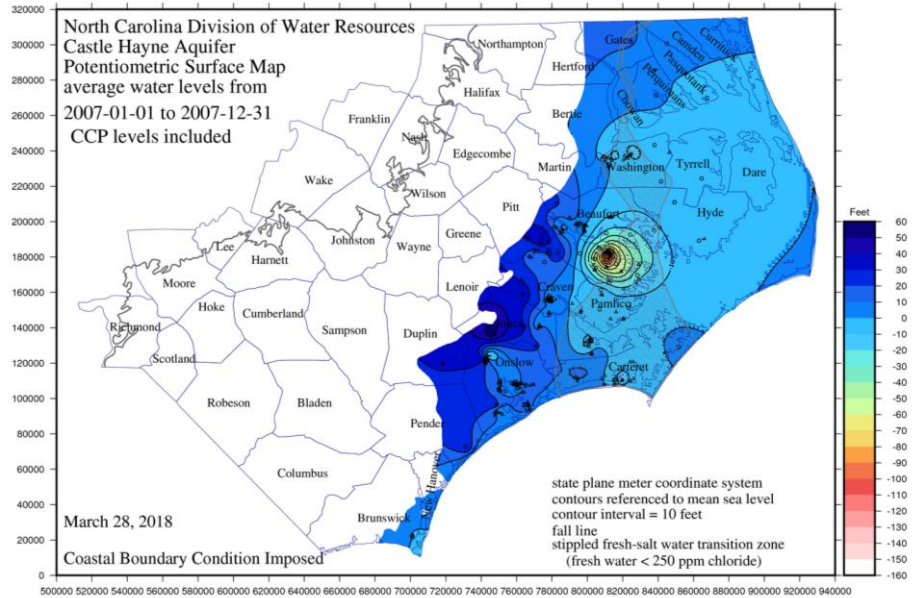 North Carolina Division of Water Resources
Castle Hayne Aquifer
Potentiometric Surface Map
average water levels from
2007-01-01 to 2007-12-31
CCP levels included
Northampton
Gates
Camden
Currituck
Hertford
Pasquotank
Perquimans
Halifax
Chowan
Franklin
Nash
Bertie
Edgecombe
Martin
Washington
Tyrrell
Dare
Wake
Wilson
Pitt
Beaufort
Hyde
Greene
Johnston
Wayne
Lee
Harnett
Craven
Lenoir
Moore
Pamlico
Hoke
Cumberland
Sampson
Duplin
Richmond
Scotland
Onslow
Carteret
Robeson
Bladen
Pender
Columbus
New Hanover
Brunswick
March 28, 2018
Coastal Boundary Condition Imposed
state plane meter coordinate system
contours referenced to mean sea level
contour interval = 10 feet
fall line
stippled fresh-salt water transition zone
(fresh water < 250 ppm chloride)
320000
300000
280000
260000
240000
220000
200000
180000
160000
140000
120000
100000
80000
60000
40000
20000
0
500000 520000 540000 560000 580000 600000 620000 640000 660000 680000 700000 720000 740000 760000 780000 800000 820000 840000 860000 880000 900000 920000 940000
Feet
60
50
40
30
20
10
0
-10
-20
-30
-40
-50
-60
-70
-80
-90
-100
-110
-120
-130
-140
-150
-160